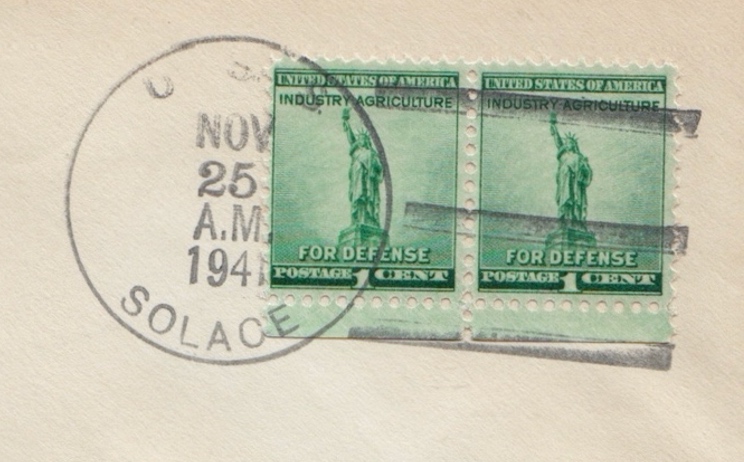 U S S
NOV
25
A.M.
1941
SOLACE
UNITED STATES OF AMERICA
INDUSTRY AGRICULTURE
FOR DEFENSE
POSTAGE 1 CENT
UNITED STATES OF AMERICA
INDUSTRY AGRICULTURE
FOR DEFENSE
POSTAGE 1 CENT